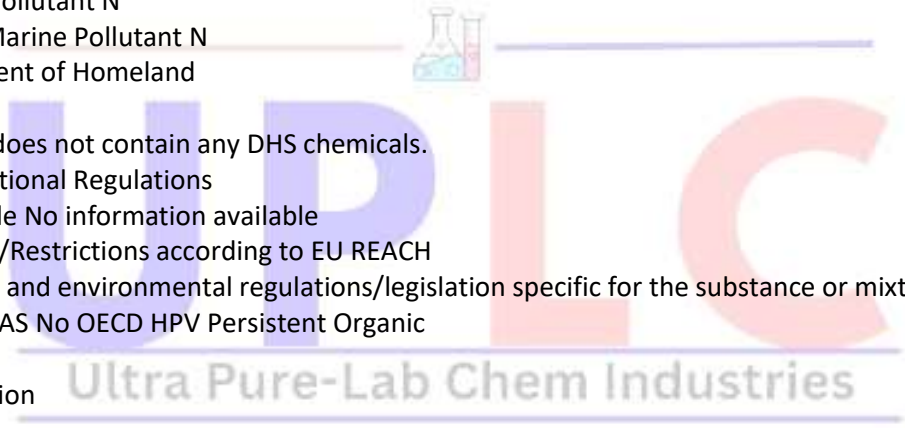 Pollutant N
Marine Pollutant N
ent of Homeland
does not contain any DHS chemicals.
tional Regulations
le No information available
/Restrictions according to EU REACH
and environmental regulations/legislation specific for the substance or mixt
AS No OECD HPV Persistent Organic
ion
UPLC
Ultra Pure-Lab Chem Industries